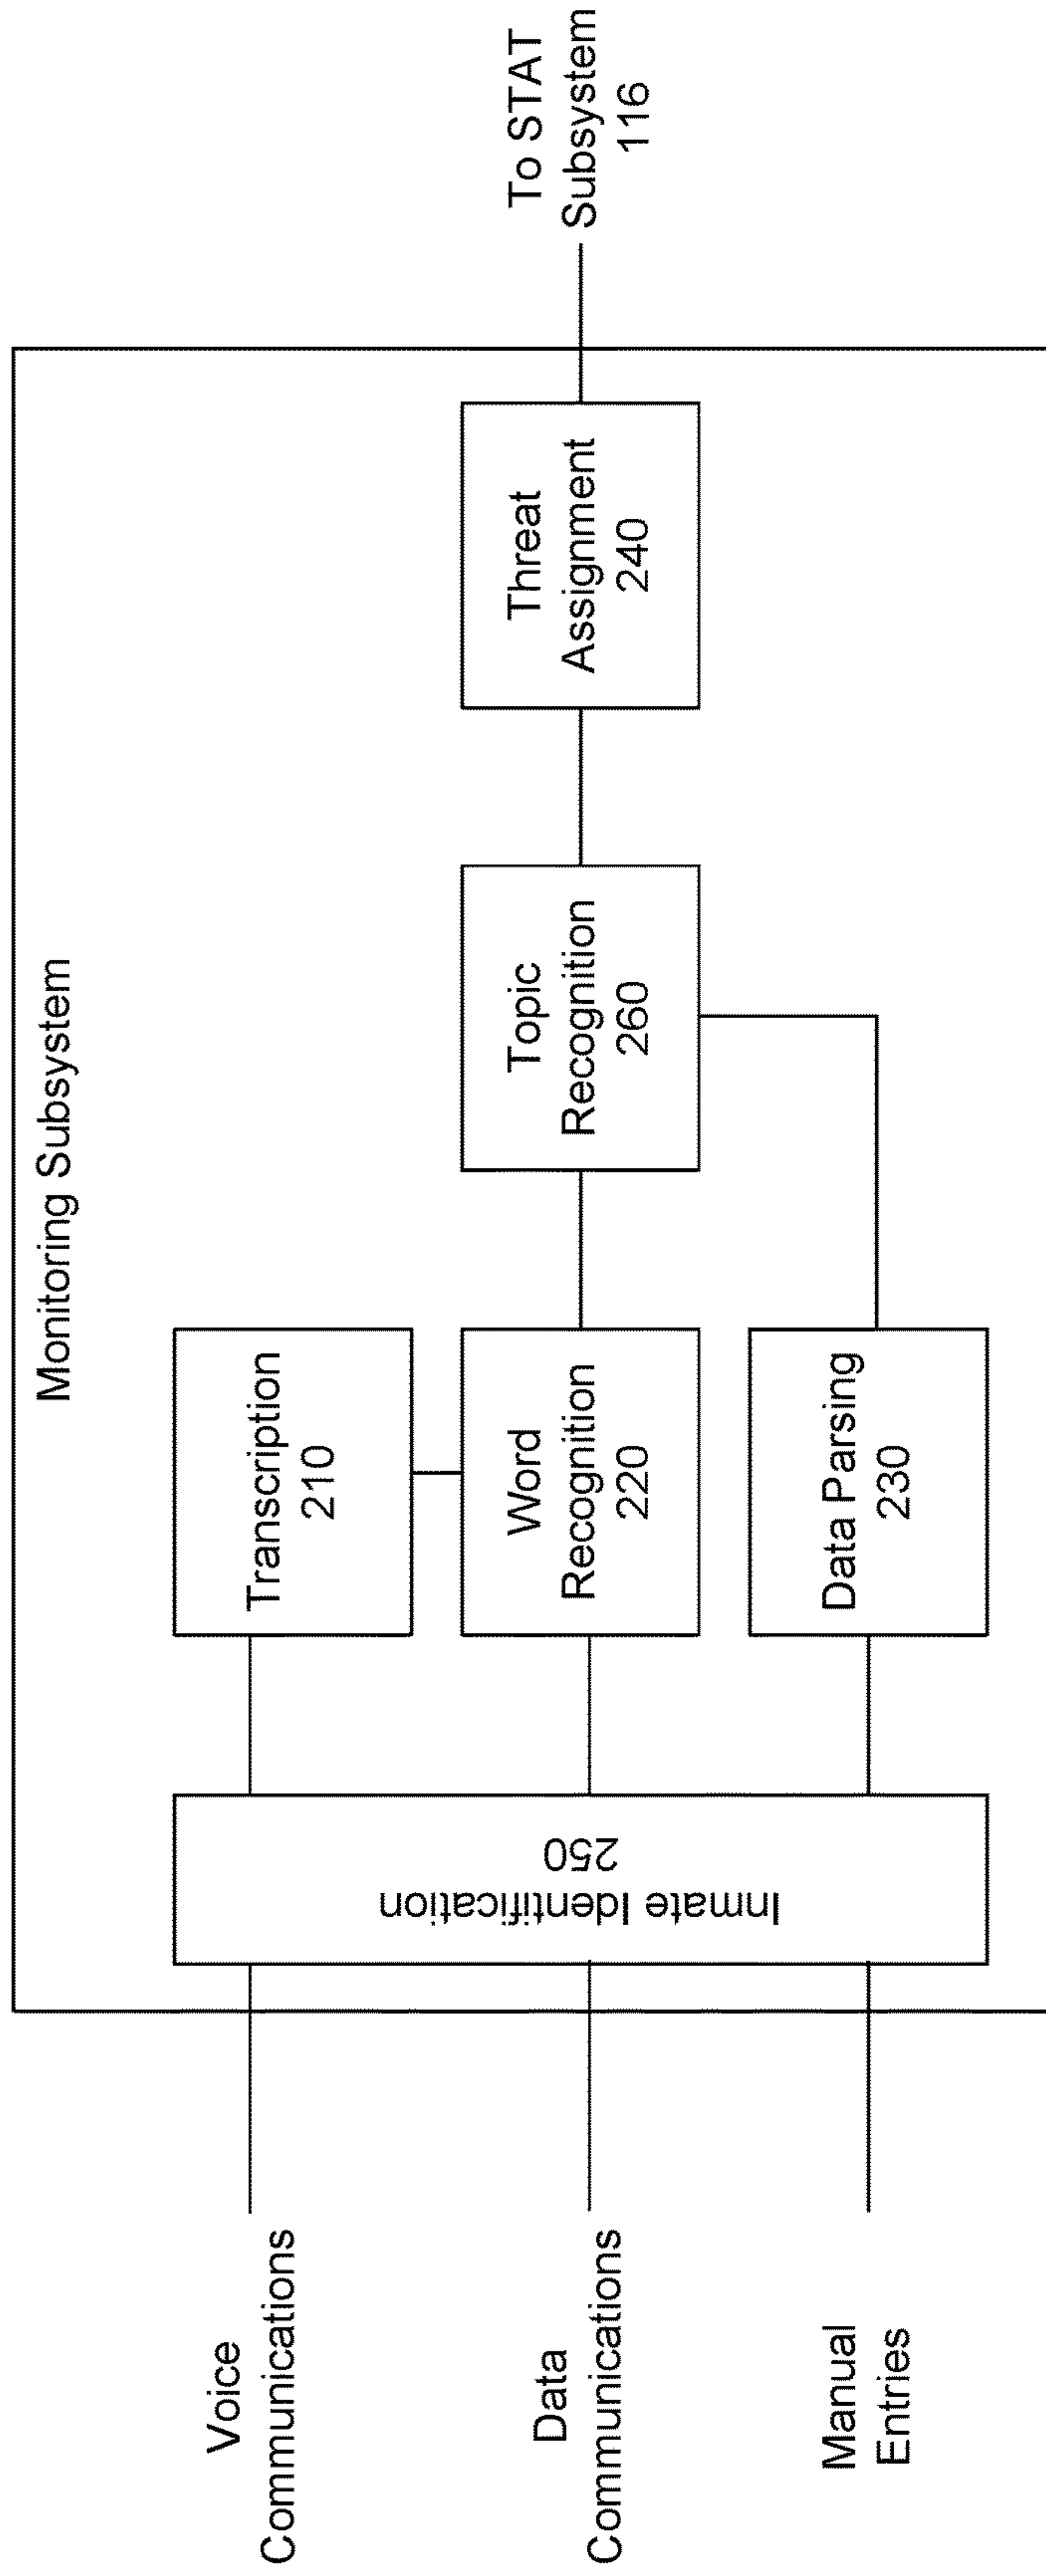 Monitoring Subsystem
Voice
Communications
Data
Communications
Manual
Entries
Inmate Identification
250
Transcription
210
Word
Recognition
220
Data Parsing
230
Topic
Recognition
260
Threat
Assignment
240
To STAT
Subsystem
116